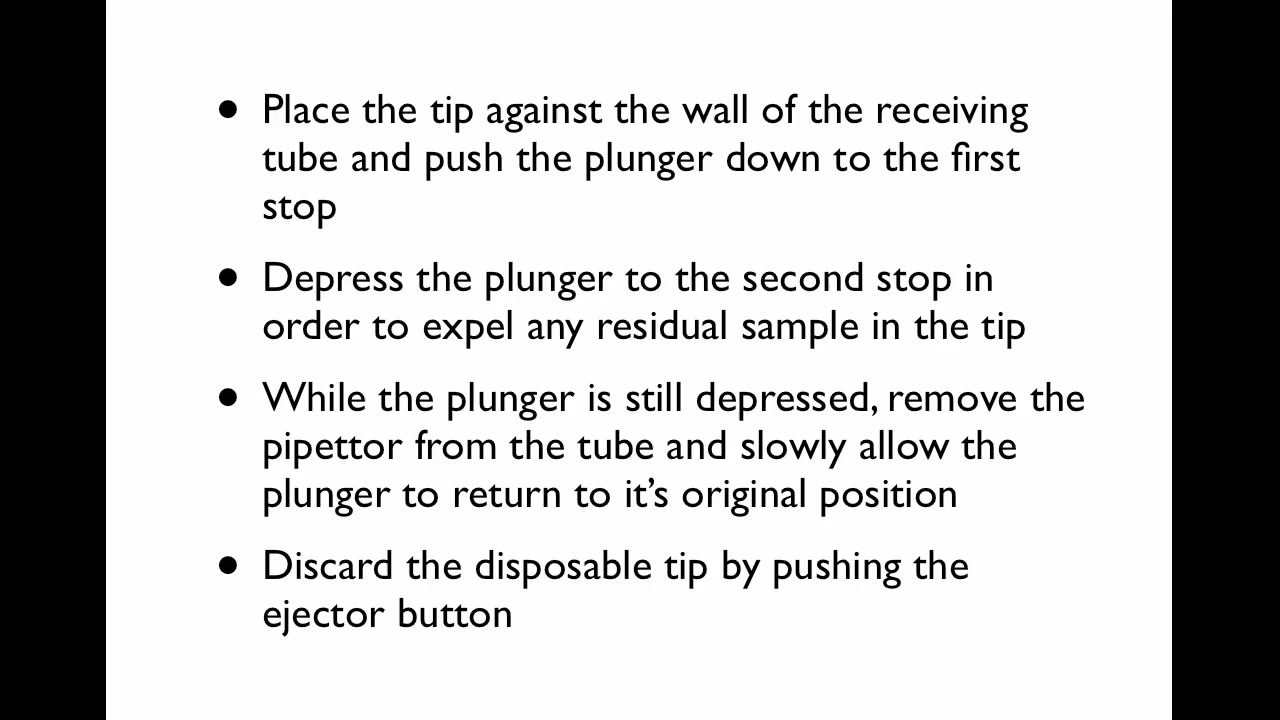 • Place the tip against the wall of the receiving
tube and push the plunger down to the first
stop
• Depress the plunger to the second stop in
order to expel any residual sample in the tip
• While the plunger is still depressed, remove the
pipettor from the tube and slowly allow the
plunger to return to it’s original position
• Discard the disposable tip by pushing the
ejector button